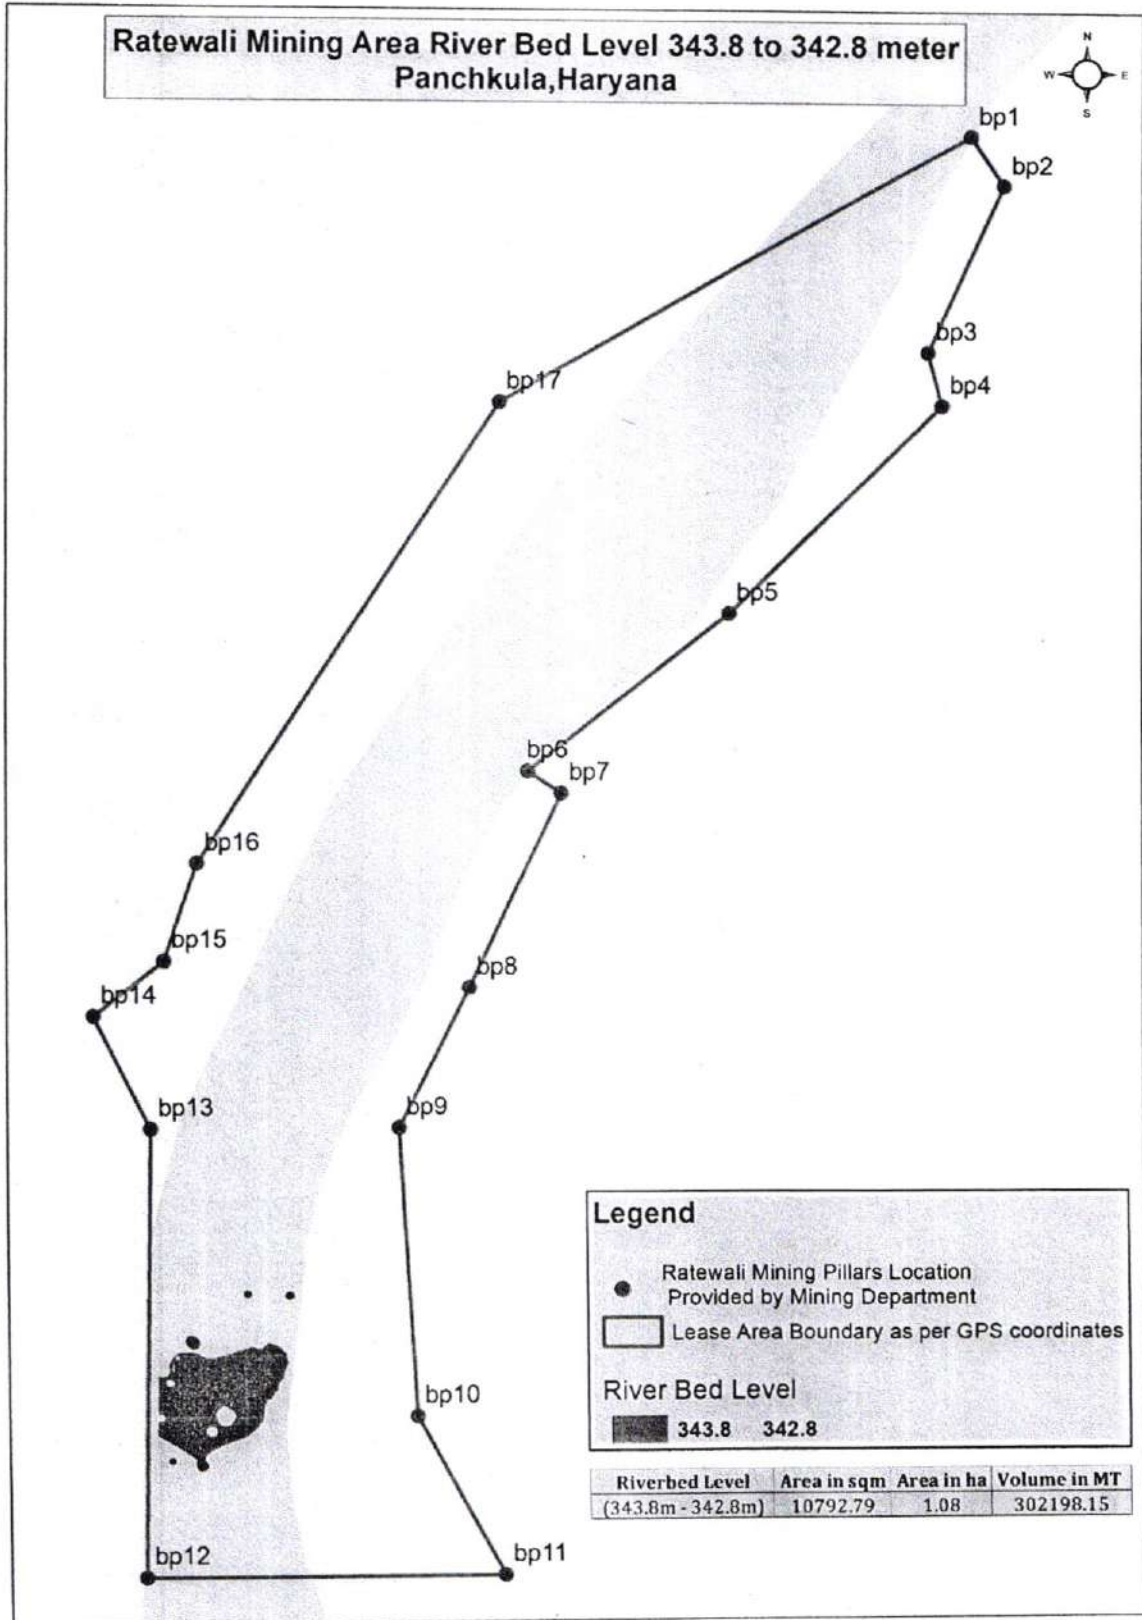 Ratewali Mining Area River Bed Level 343.8 to 342.8 meter
Panchkula,Haryana
N
W E
S
bp1
bp2
bp3
bp4
bp17
bp5
bp6
bp7
bp16
bp15
bp8
bp14
bp9
bp13
bp10
bp12
bp11
Legend
Ratewali Mining Pillars Location
Provided by Mining Department
Lease Area Boundary as per GPS coordinates
River Bed Level
343.8 342.8
Riverbed Level Area in sqm Area in ha Volume in MT
(343.8m - 342.8m) 10792.79 1.08 302198.15